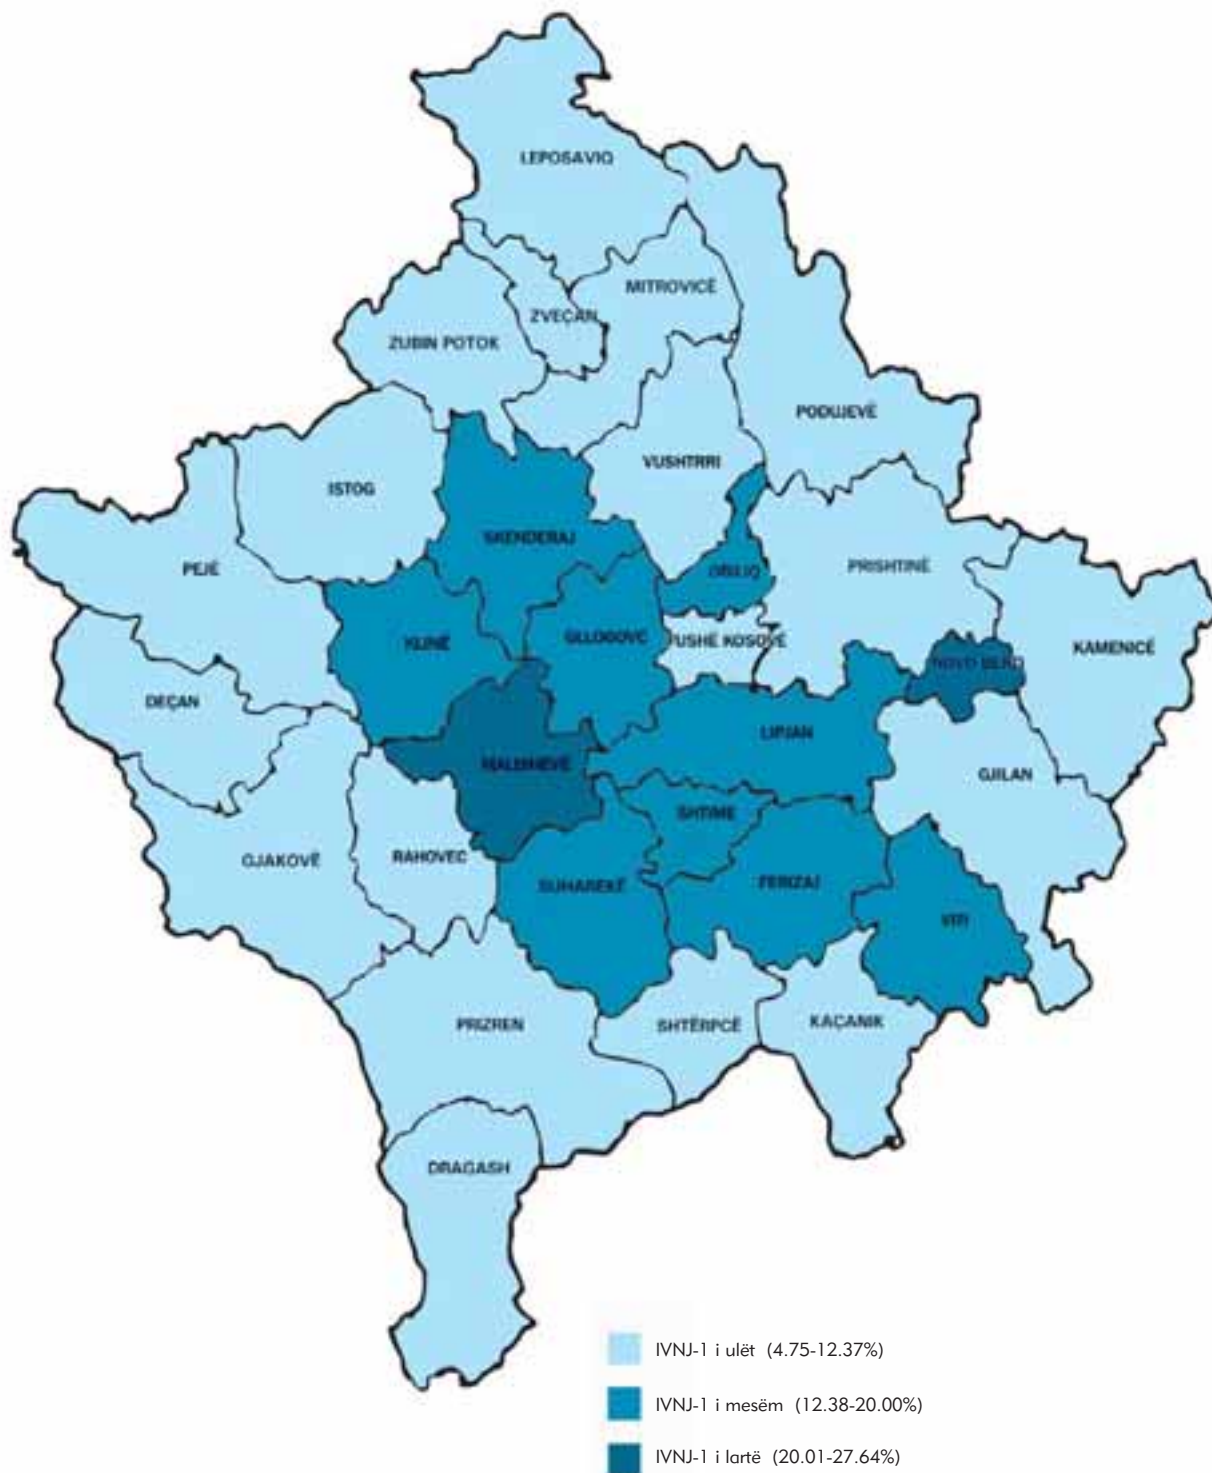 LEPOSAVIQ
MITROVICË
ZVEÇAN
ZUBIN POTOK
PODUJEVË
VUSHTRRI
ISTOG
SKENDERAJ
PEJË
OBILIQ
PRISHTINË
KLINË
GLLOGOVC
FUSHË KOSOVË
KAMENICË
NOVO BERD
DEÇAN
LIPJAN
MALISHEVË
GJILAN
SHTIME
GJAKOVË
RAHOVEC
SUHAREKË
FERIZAJ
VITI
PRIZREN
SHTËRPCË
KAÇANIK
DRAGASH
IVNJ-1 i ulët (4.75-12.37%)
IVNJ-1 i mesëm (12.38-20.00%)
IVNJ-1 i lartë (20.01-27.64%)